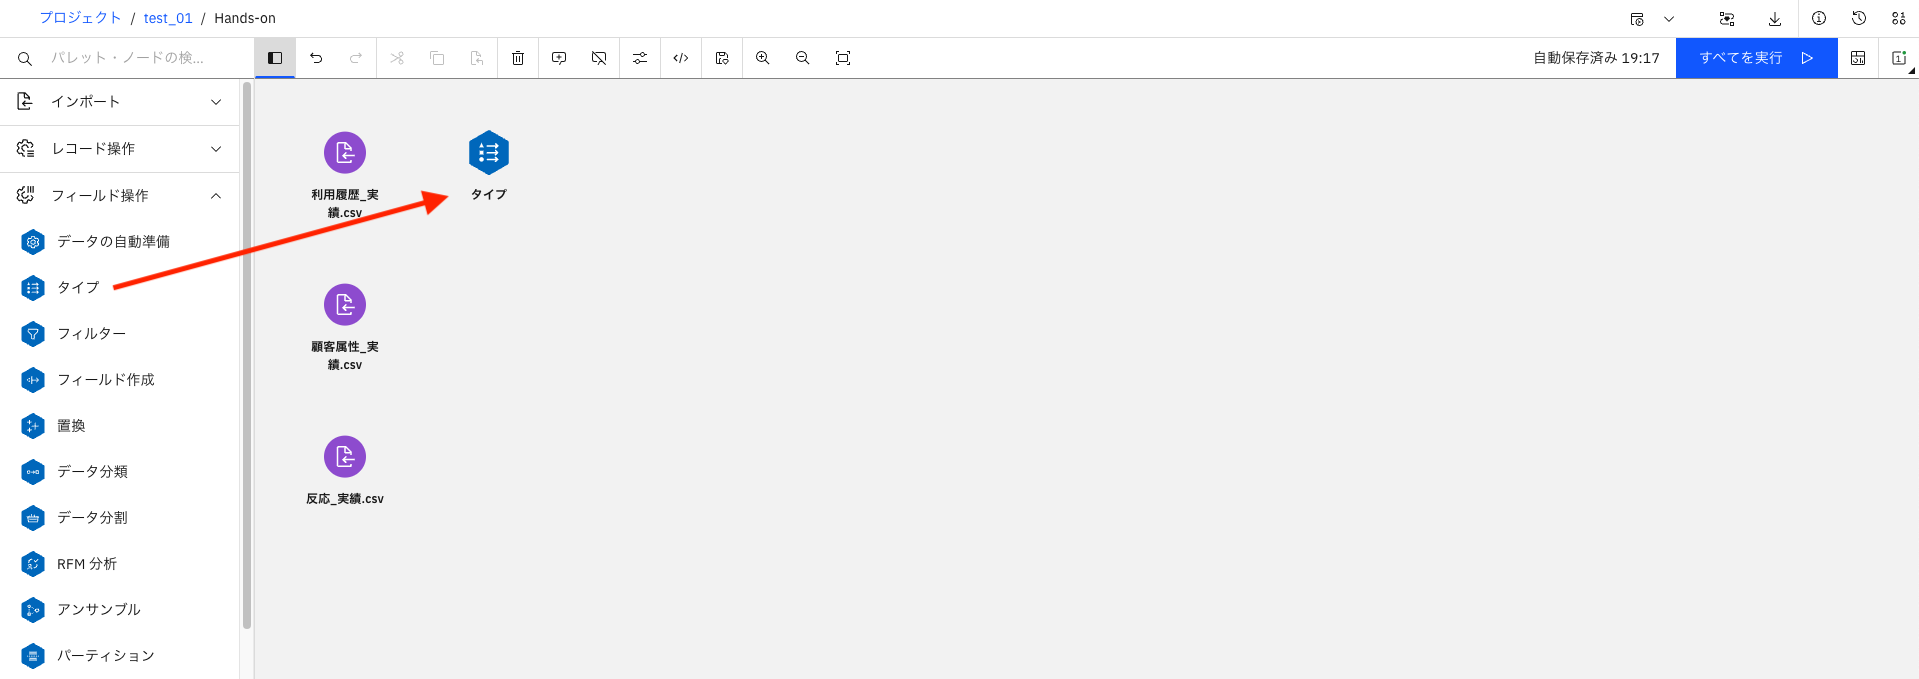 プロジェクト / test_01 / Hands-on
パレット・ノードの検...
自動保存済み 19:17
すべてを実行
インポート
レコード操作
フィールド操作
データの自動準備
タイプ
フィルター
フィールド作成
置換
データ分類
データ分割
RFM 分析
アンサンブル
パーティション
利用履歴_実
績.csv
タイプ
顧客属性_実
績.csv
反応_実績.csv